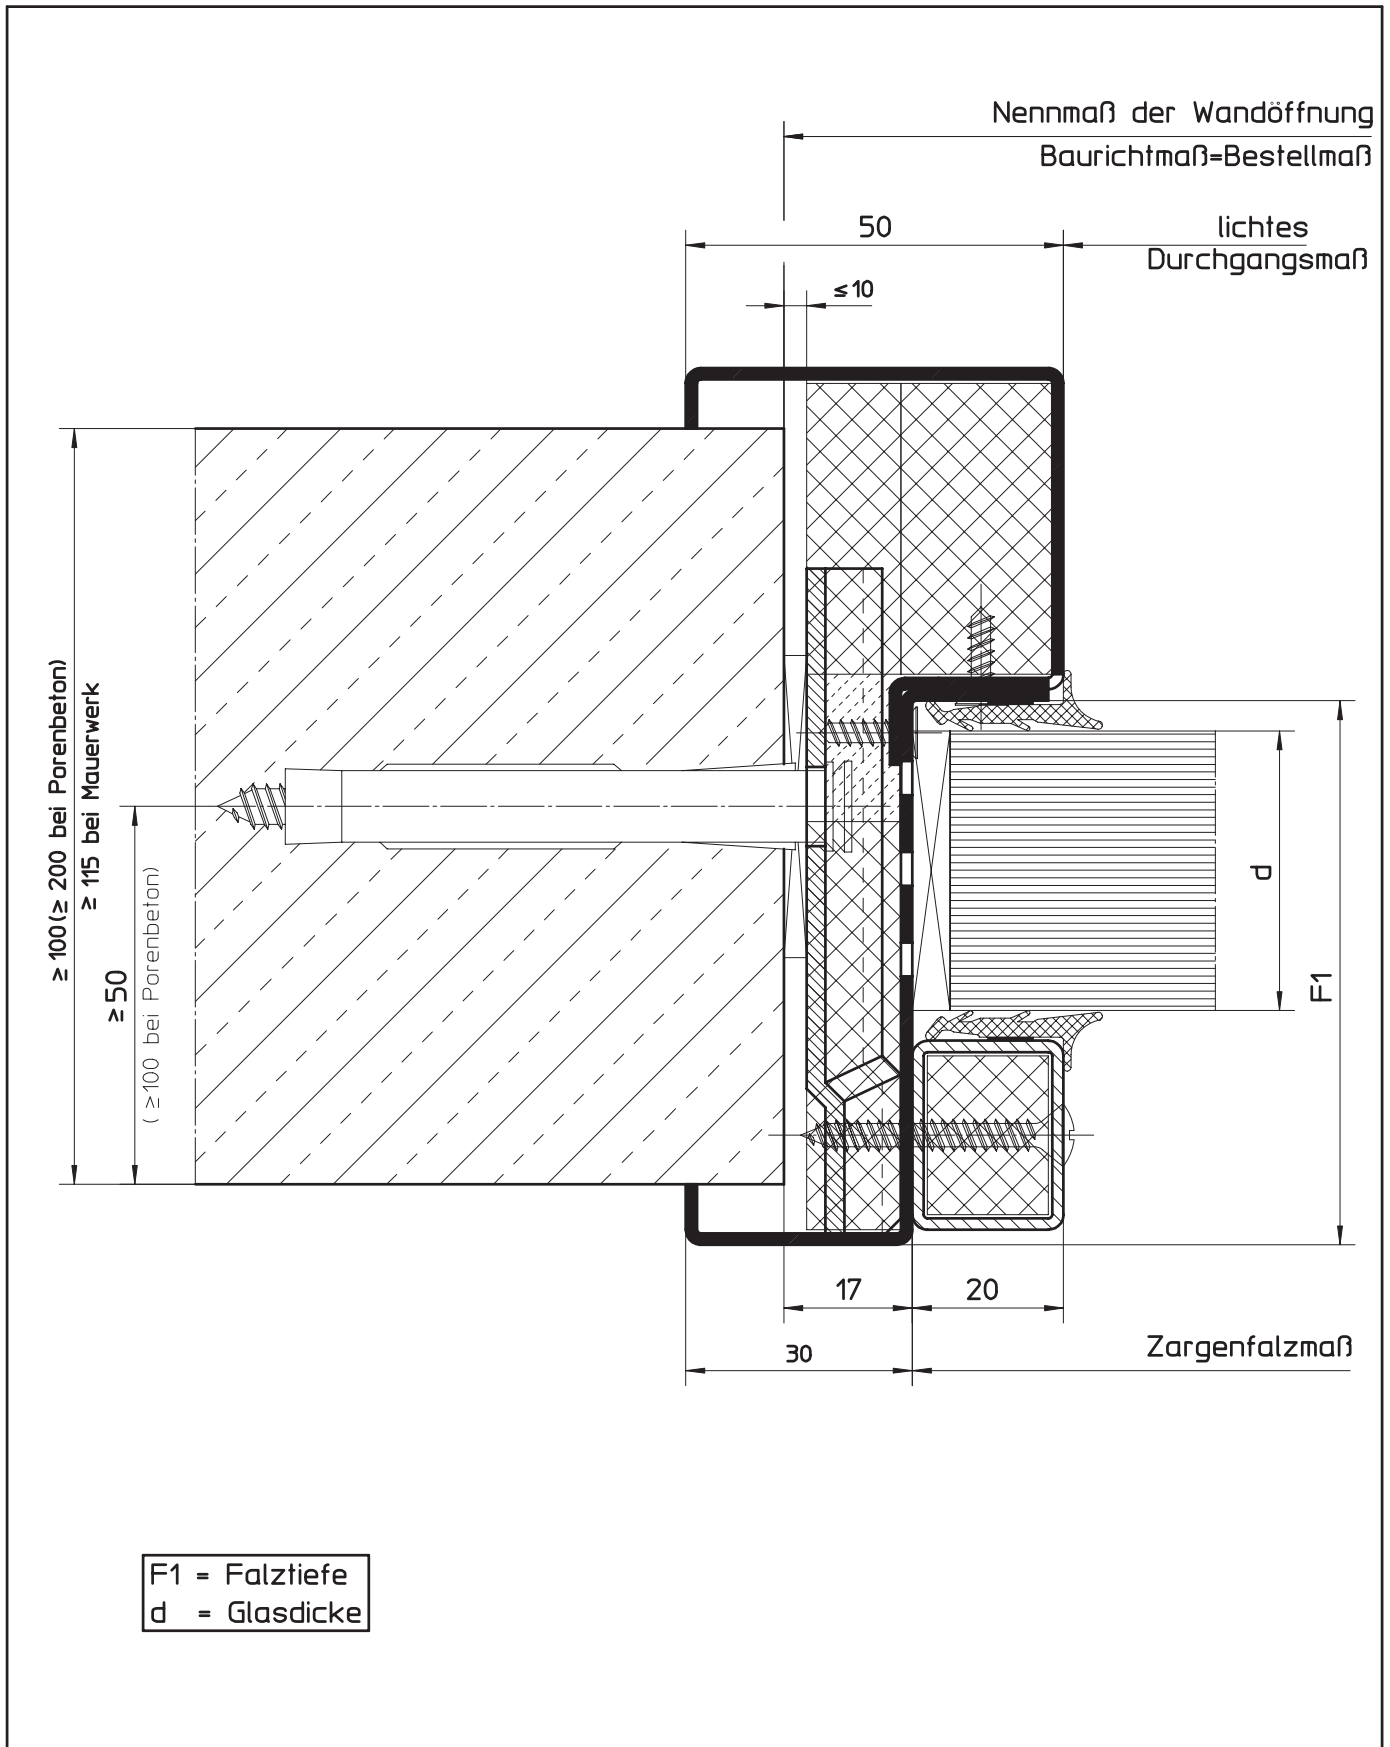 Nennmaß der Wandöffnung
Baurichtmaß=Bestellmaß
50
lichtes
Durchgangsmaß
≤10
≥100(≥ 200 bei Porenbeton)
≥ 115 bei Mauerwerk
≥50
(≥100 bei Porenbeton)
d
F1
17
20
30
Zargenfalzmaß
F1 = Falztiefe
d = Glasdicke